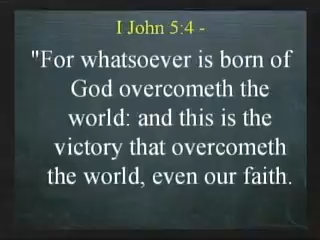 I John 5:4 -
"For whatsoever is born of
God overcometh the
world: and this is the
victory that overcometh
the world, even our faith.